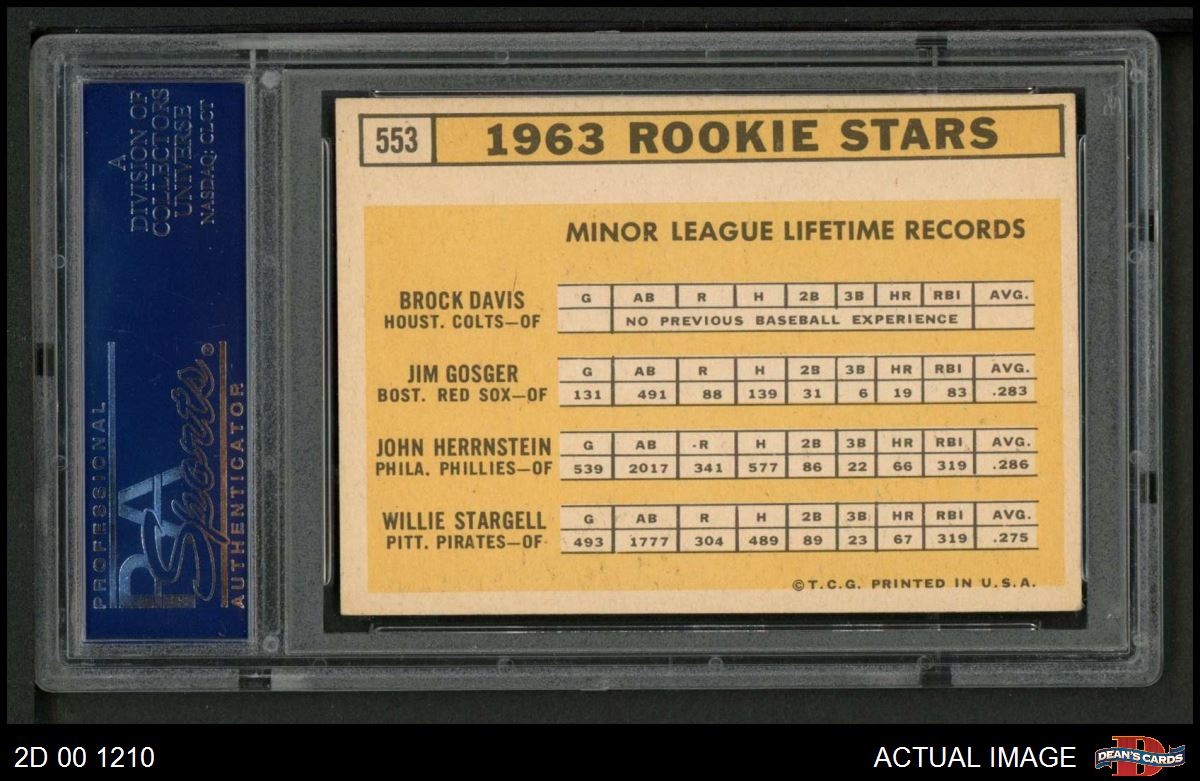 A
DIVISION OF
COLLECTORS
UNIVERSE
NASDAQ: CLCT
PROFESSIONAL
PSA
Sports®
AUTHENTICATOR
553 1963 ROOKIE STARS
MINOR LEAGUE LIFETIME RECORDS
BROCK DAVIS G AB R H 2B 3B HR RBI AVG.
HOUST. COLTS—OF NO PREVIOUS BASEBALL EXPERIENCE
JIM GOSGER G AB R H 2B 3B HR RBI AVG.
BOST. RED SOX—OF 131 491 88 139 31 6 19 83 .283
JOHN HERRNSTEIN G AB R H 2B 3B HR RBI AVG.
PHILA. PHILLIES—OF 539 2017 341 577 86 22 66 319 .286
WILLIE STARGELL G AB R H 2B 3B HR RBI AVG.
PITT. PIRATES—OF 493 1777 304 489 89 23 67 319 .275
©T.C.G. PRINTED IN U.S.A.
2D 00 1210 ACTUAL IMAGE D DEAN'S CARDS